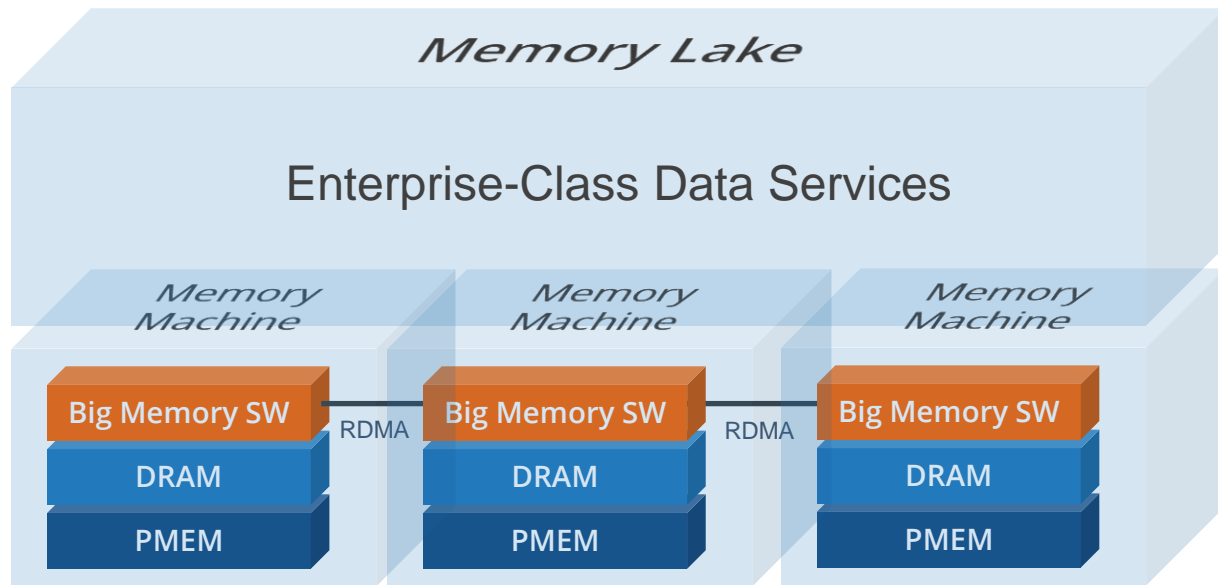 Memory Lake
Enterprise-Class Data Services
Memory
Machine
Memory
Machine
Memory
Machine
Big Memory SW
RDMA
Big Memory SW
RDMA
Big Memory SW
DRAM
DRAM
DRAM
PMEM
PMEM
PMEM